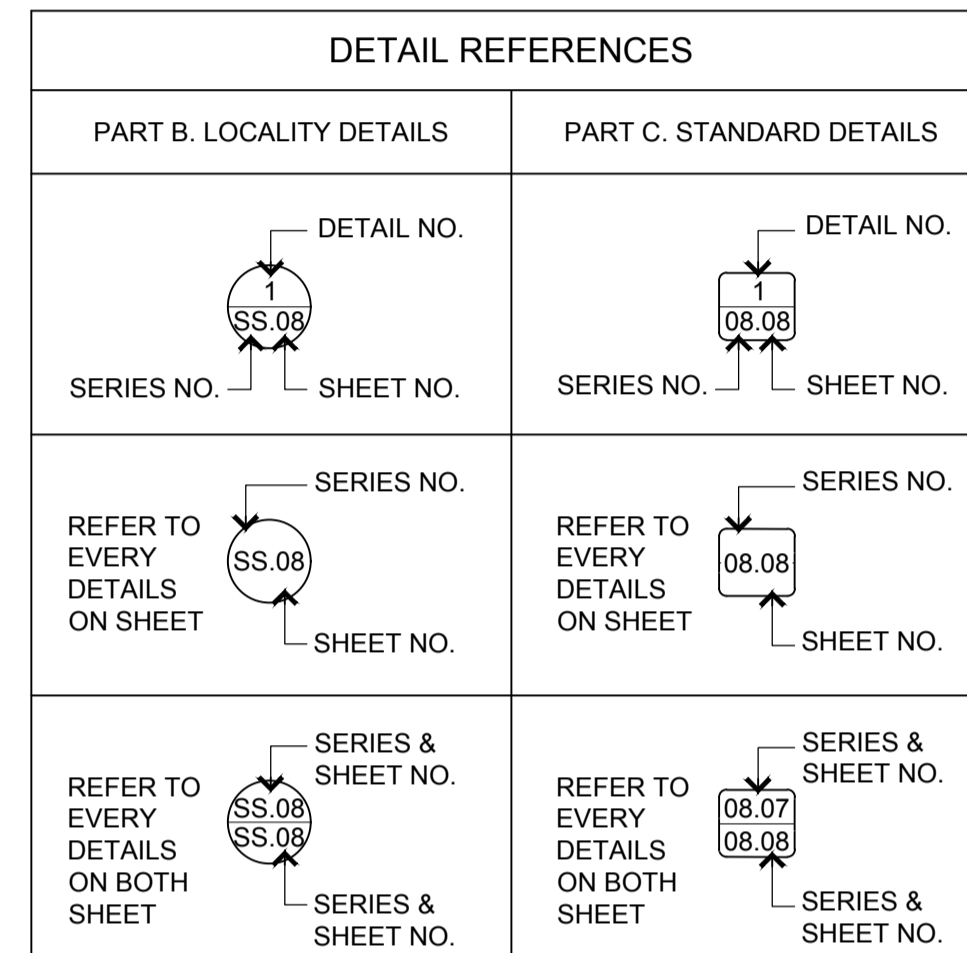 DETAIL REFERENCES
PART B. LOCALITY DETAILS
PART C. STANDARD DETAILS
DETAIL NO.
1
SS.08
SERIES NO.
SHEET NO.
DETAIL NO.
1
08.08
SERIES NO.
SHEET NO.
SERIES NO.
REFER TO
EVERY
DETAILS
ON SHEET
SS.08
SHEET NO.
SERIES NO.
REFER TO
EVERY
DETAILS
ON SHEET
08.08
SHEET NO.
SERIES &
SHEET NO.
REFER TO
EVERY
DETAILS
ON BOTH
SHEET
SS.08
SS.08
SERIES &
SHEET NO.
SERIES &
SHEET NO.
REFER TO
EVERY
DETAILS
ON BOTH
SHEET
08.07
08.08
SERIES &
SHEET NO.